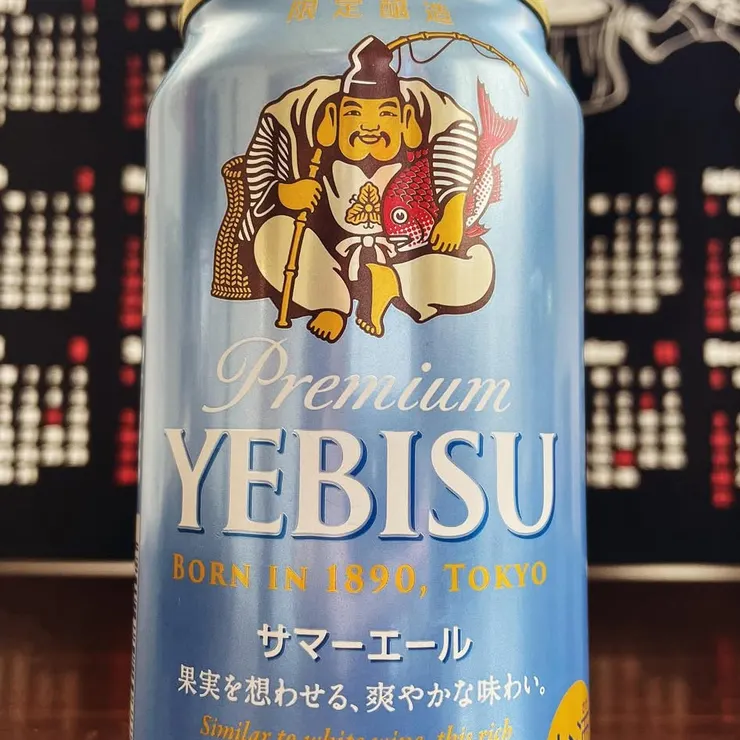 限定醸造
Premium
YEBISU
BORN IN 1890, TOKYO
サマーエール
果実を想わせる、爽やかな味わい。
Similar to white wine, this rich